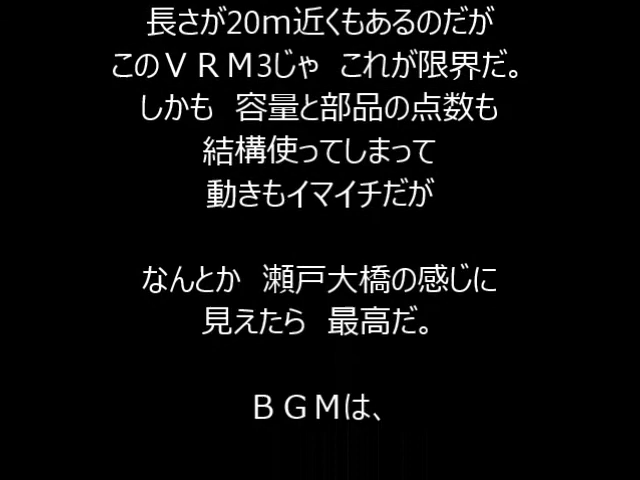 長さが20ｍ近くもあるのだが
このＶＲＭ3じゃ　これが限界だ。
しかも　容量と部品の点数も
結構使ってしまって
動きもイマイチだが
なんとか　瀬戸大橋の感じに
見えたら　最高だ。
ＢＧＭは、